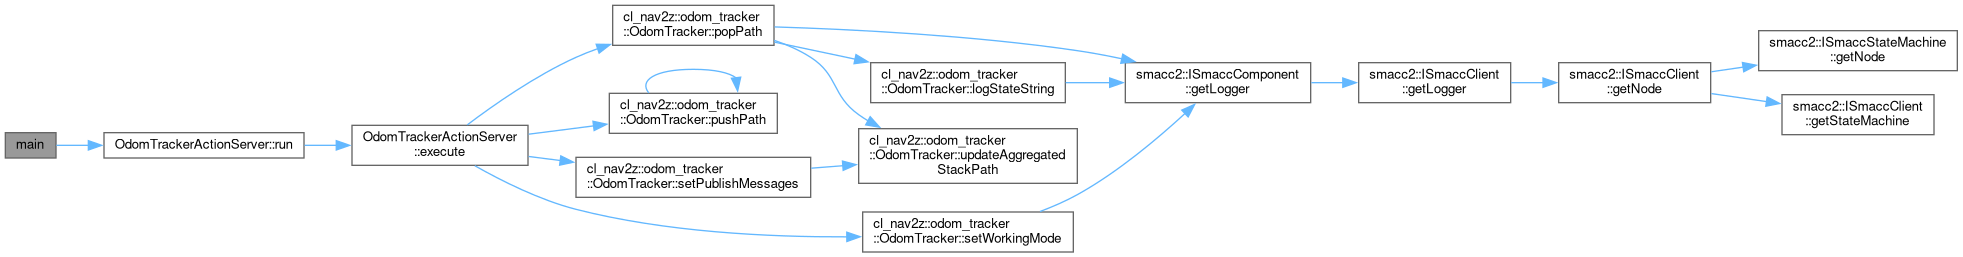 main
OdomTrackerActionServer::run
OdomTrackerActionServer
::execute
cl_nav2z::odom_tracker
::OdomTracker::popPath
cl_nav2z::odom_tracker
::OdomTracker::pushPath
cl_nav2z::odom_tracker
::OdomTracker::setPublishMessages
cl_nav2z::odom_tracker
::OdomTracker::logStateString
cl_nav2z::odom_tracker
::OdomTracker::updateAggregated
StackPath
cl_nav2z::odom_tracker
::OdomTracker::setWorkingMode
smacc2::ISmaccComponent
::getLogger
smacc2::ISmaccClient
::getLogger
smacc2::ISmaccClient
::getNode
smacc2::ISmaccStateMachine
::getNode
smacc2::ISmaccClient
::getStateMachine